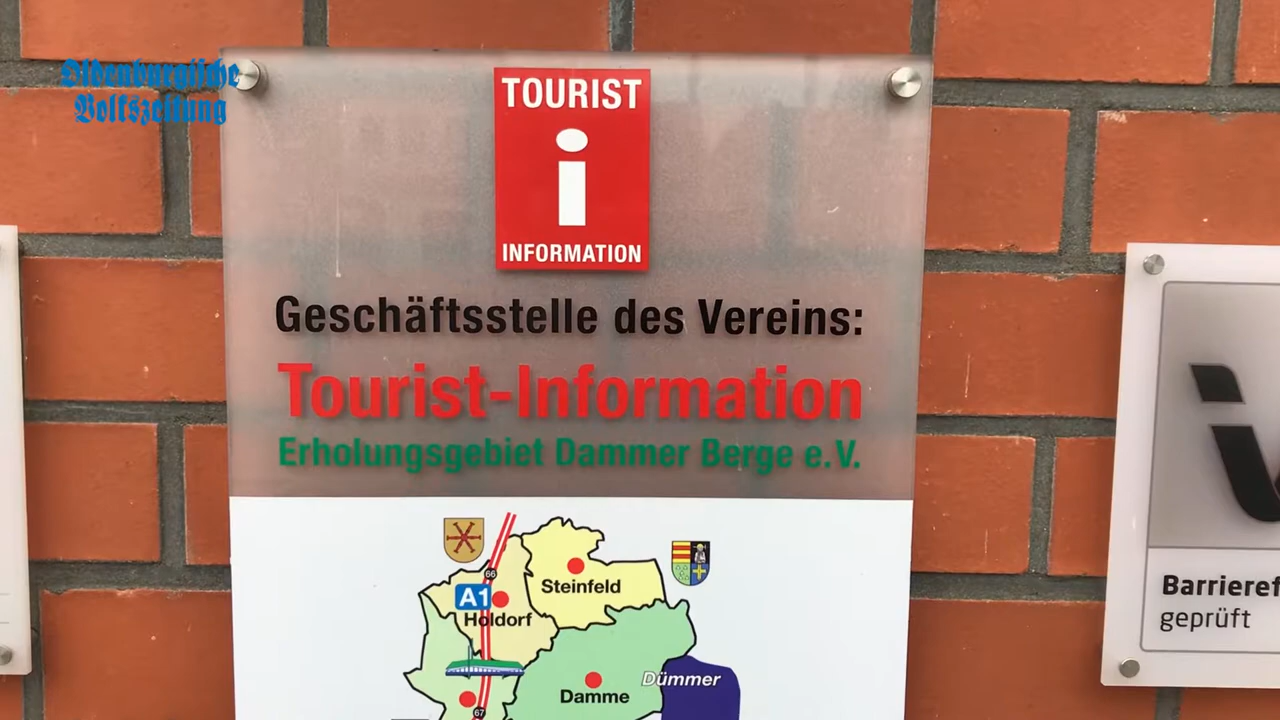 Oldenburgische
Volkszeitung
TOURIST
i
INFORMATION
Geschäftsstelle des Vereins:
Tourist-Information
Erholungsgebiet Dammer Berge e.V.
66
Steinfeld
A1
Holdorf
Dümmer
Damme
67
geprüft